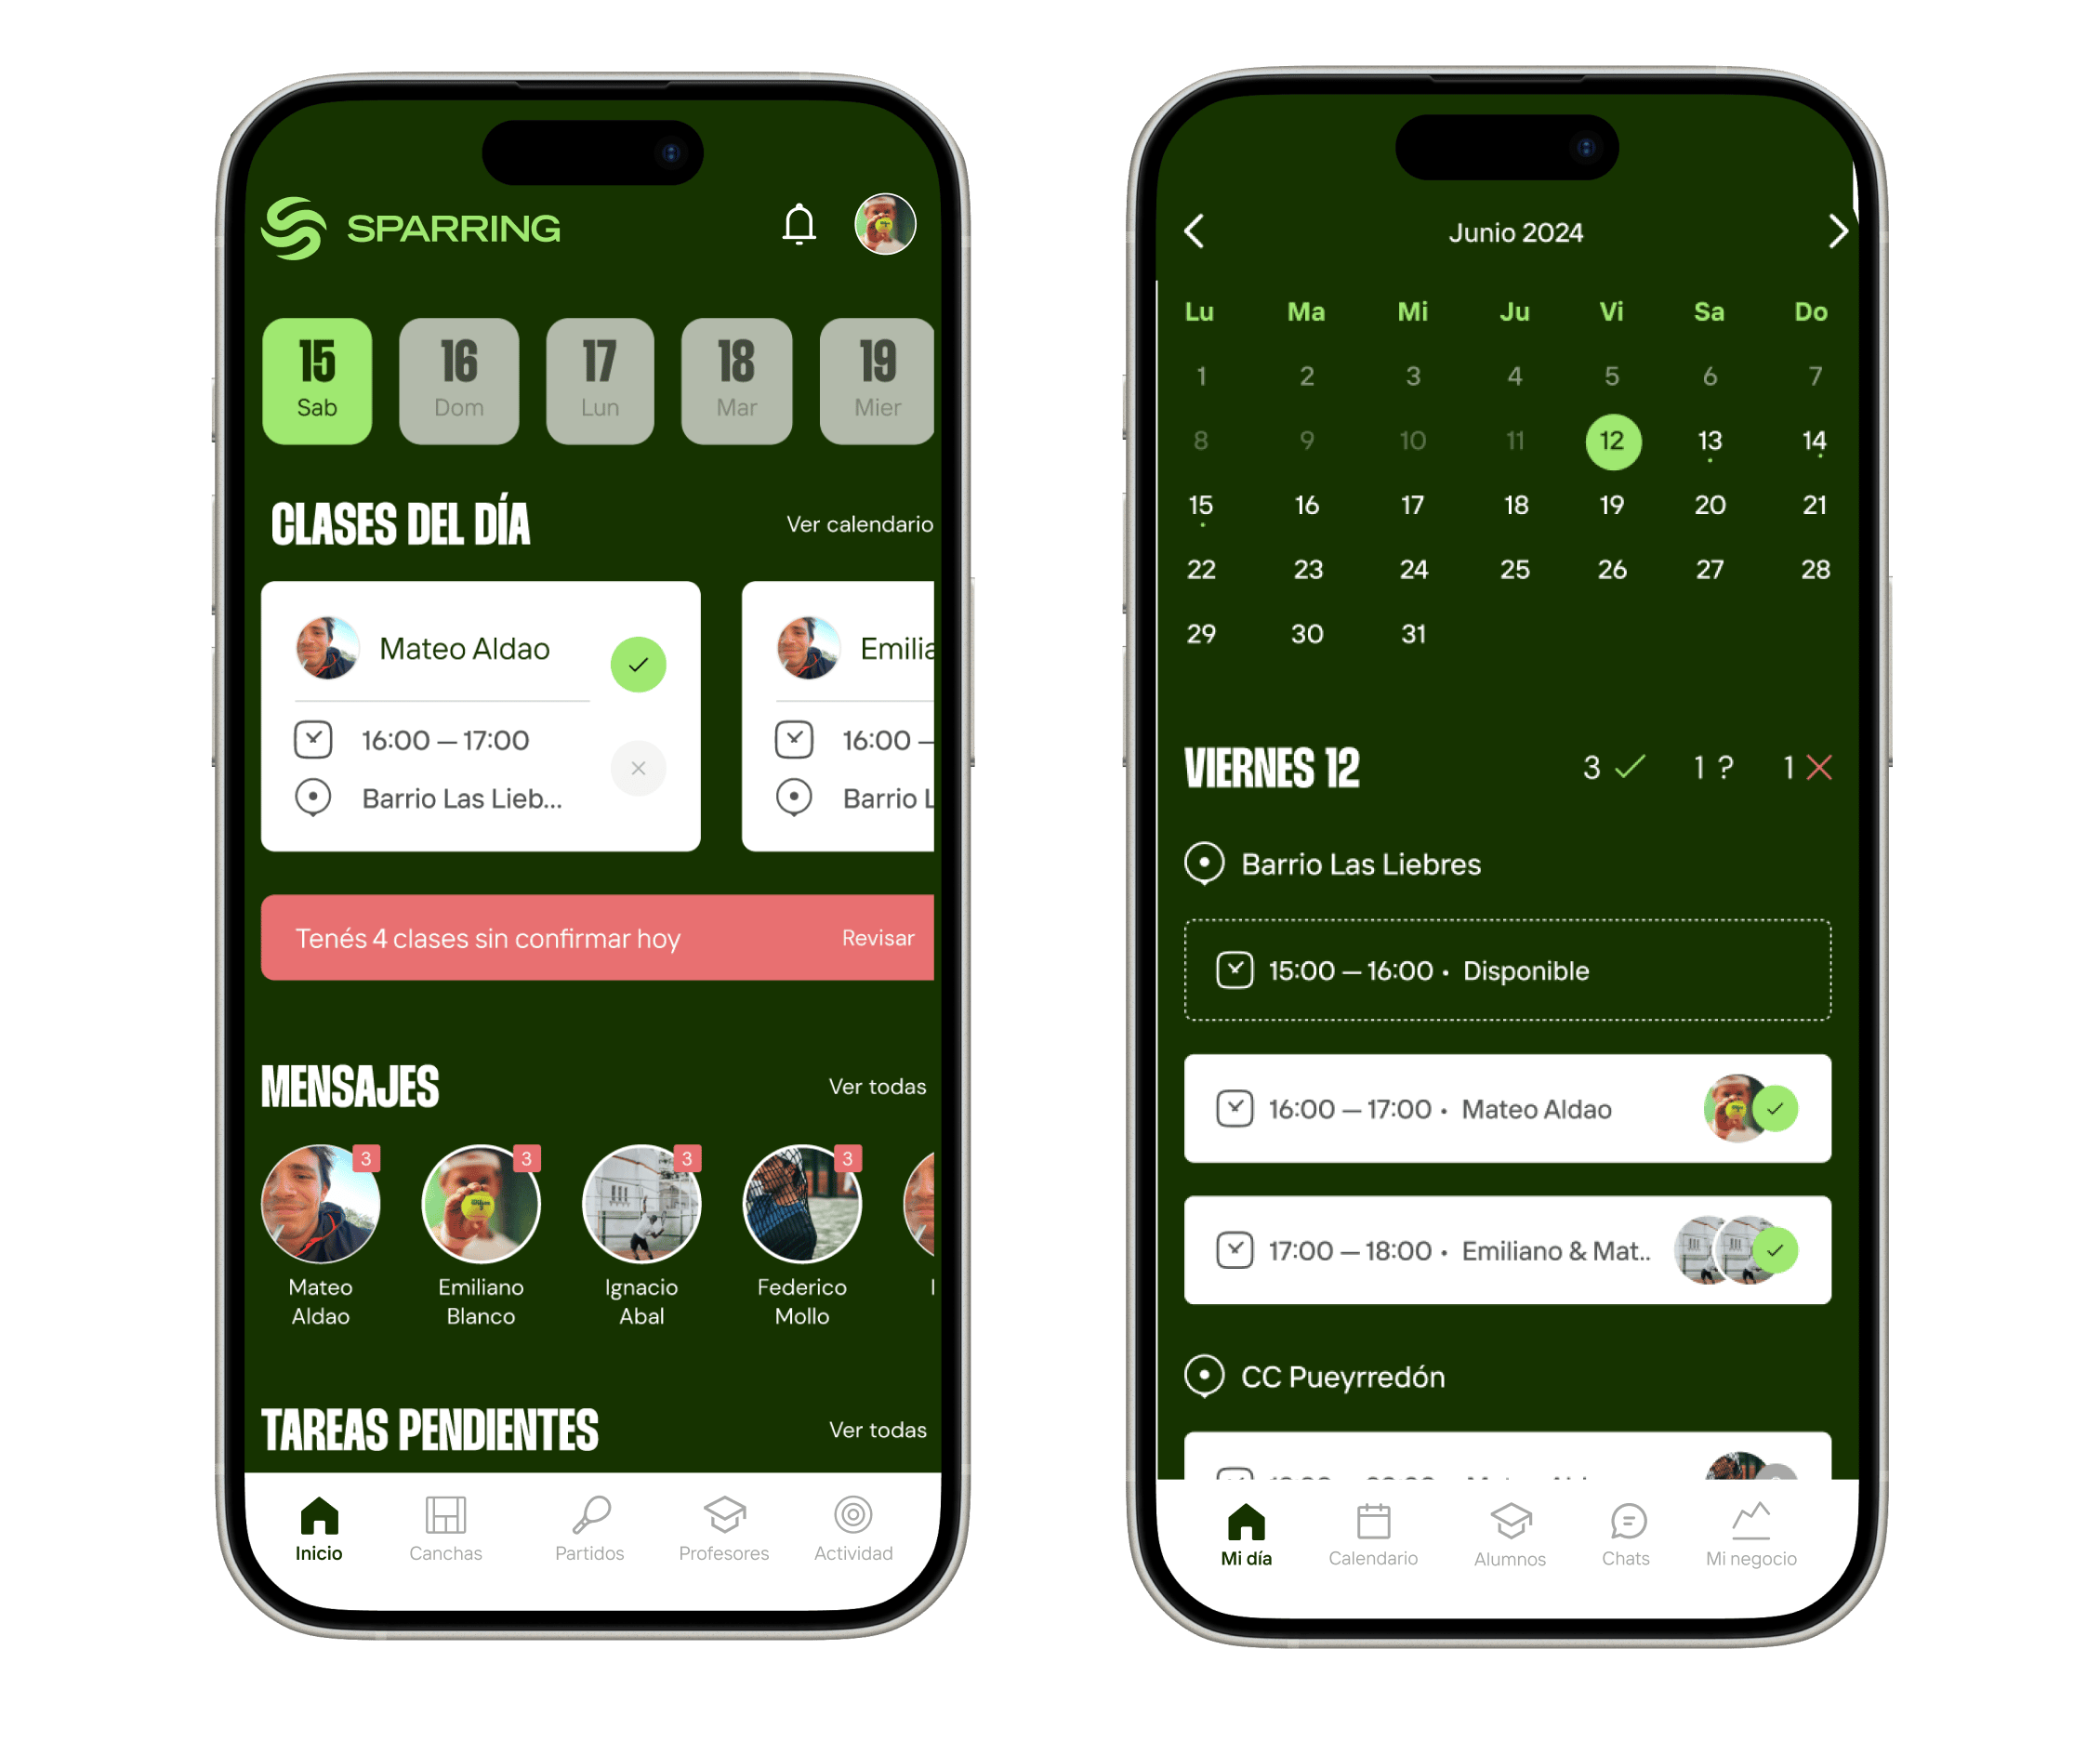 SPARRING
15
Sab
16
Dom
17
Lun
18
Mar
19
Mier
CLASES DEL DÍA
Ver calendario
Mateo Aldao
16:00 — 17:00
Barrio Las Lieb...
Emilia
16:00 —
Barrio L
Tenés 4 clases sin confirmar hoy
Revisar
MENSAJES
Ver todas
3
3
3
3
Mateo
Aldao
Emiliano
Blanco
Ignacio
Abal
Federico
Mollo
TAREAS PENDIENTES
Ver todas
Inicio
Canchas
Partidos
Profesores
Actividad
Junio 2024
Lu Ma Mi Ju Vi Sa Do
1 2 3 4 5 6 7
8 9 10 11 12 13 14
15 16 17 18 19 20 21
22 23 24 25 26 27 28
29 30 31
VIERNES 12
3
1 ?
1
Barrio Las Liebres
15:00 — 16:00 • Disponible
16:00 — 17:00 • Mateo Aldao
17:00 — 18:00 • Emiliano & Mat..
CC Pueyrredón
Mi día
Calendario
Alumnos
Chats
Mi negocio